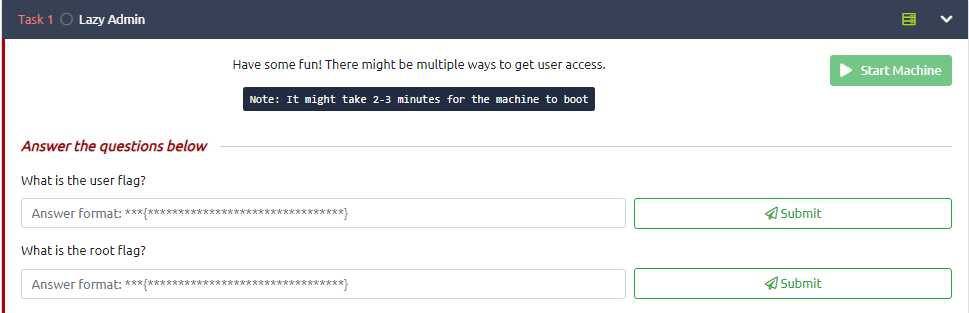 Task 1 Lazy Admin
Have some fun! There might be multiple ways to get user access.
Start Machine
Note: It might take 2-3 minutes for the machine to boot
Answer the questions below
What is the user flag?
Answer format: ***{********************************}
Submit
What is the root flag?
Answer format: ***{********************************}
Submit